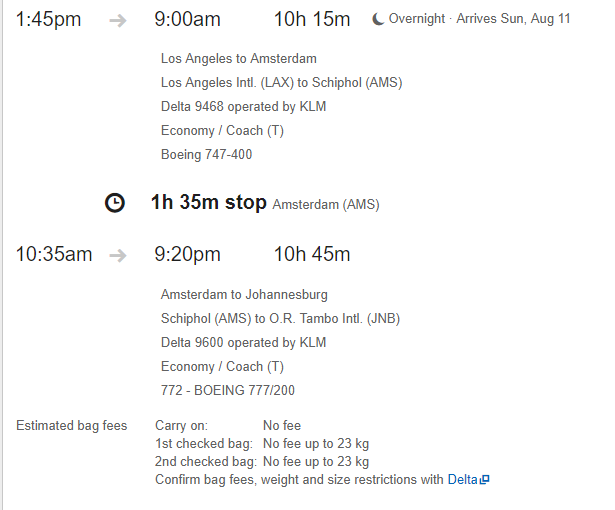 1:45pm 9:00am 10h 15m Overnight · Arrives Sun, Aug 11
Los Angeles to Amsterdam
Los Angeles Intl. (LAX) to Schiphol (AMS)
Delta 9468 operated by KLM
Economy / Coach (T)
Boeing 747-400
1h 35m stop Amsterdam (AMS)
10:35am 9:20pm 10h 45m
Amsterdam to Johannesburg
Schiphol (AMS) to O.R. Tambo Intl. (JNB)
Delta 9600 operated by KLM
Economy / Coach (T)
772 - BOEING 777/200
Estimated bag fees Carry on: No fee
1st checked bag: No fee up to 23 kg
2nd checked bag: No fee up to 23 kg
Confirm bag fees, weight and size restrictions with Delta